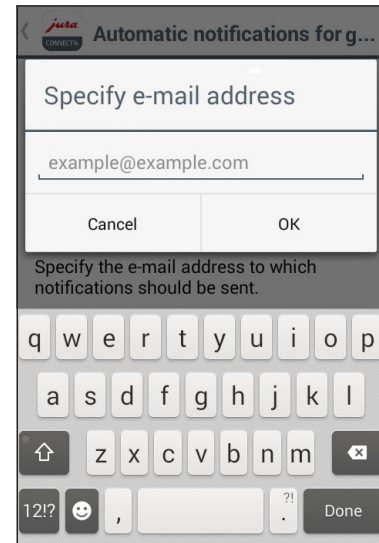 jura
CONNECT
Automatic notifications for g...
Specify e-mail address
example@example.com
Cancel
OK
Specify the e-mail address to which
notifications should be sent.
q w e r t y u i o p
a s d f g h j k l
z x c v b n m
12!? , ?! . Done